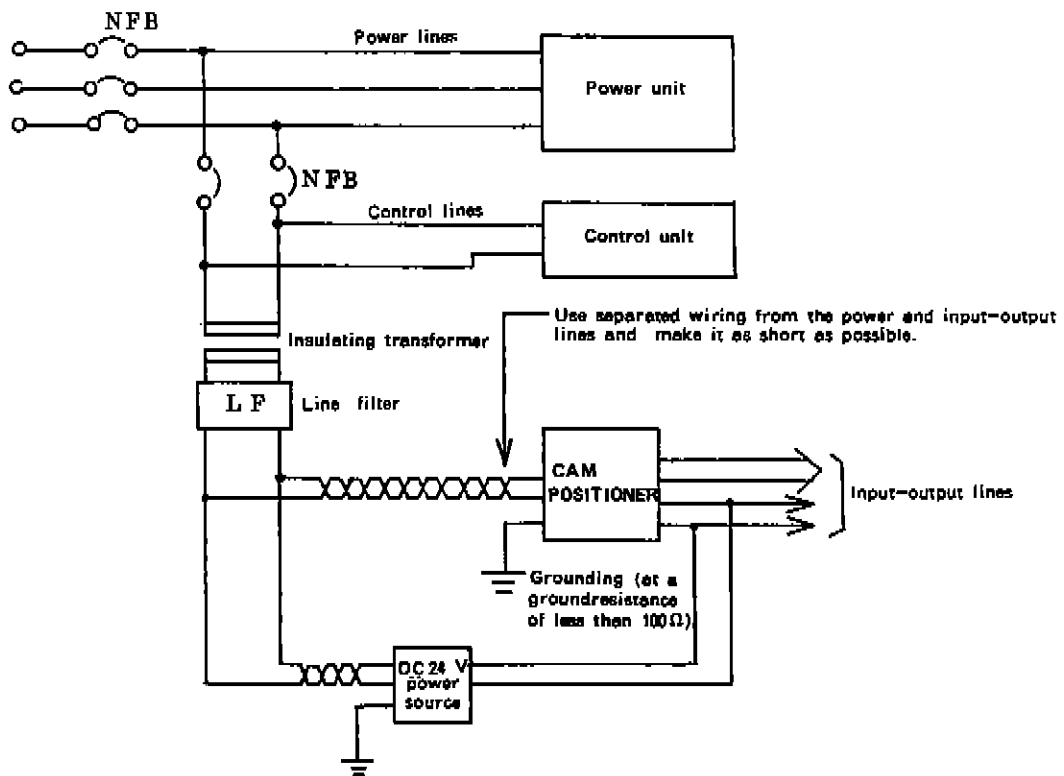 NFB
Power lines
Power unit
NFB
Control lines
Control unit
Use separated wiring from the power and input-output
lines and make it as short as possible.
Insulating transformer
LF
Line filter
CAM
POSITIONER
Input-output lines
Grounding (at a
groundresistance
of less than 100Ω)
DC 24 V
power
source